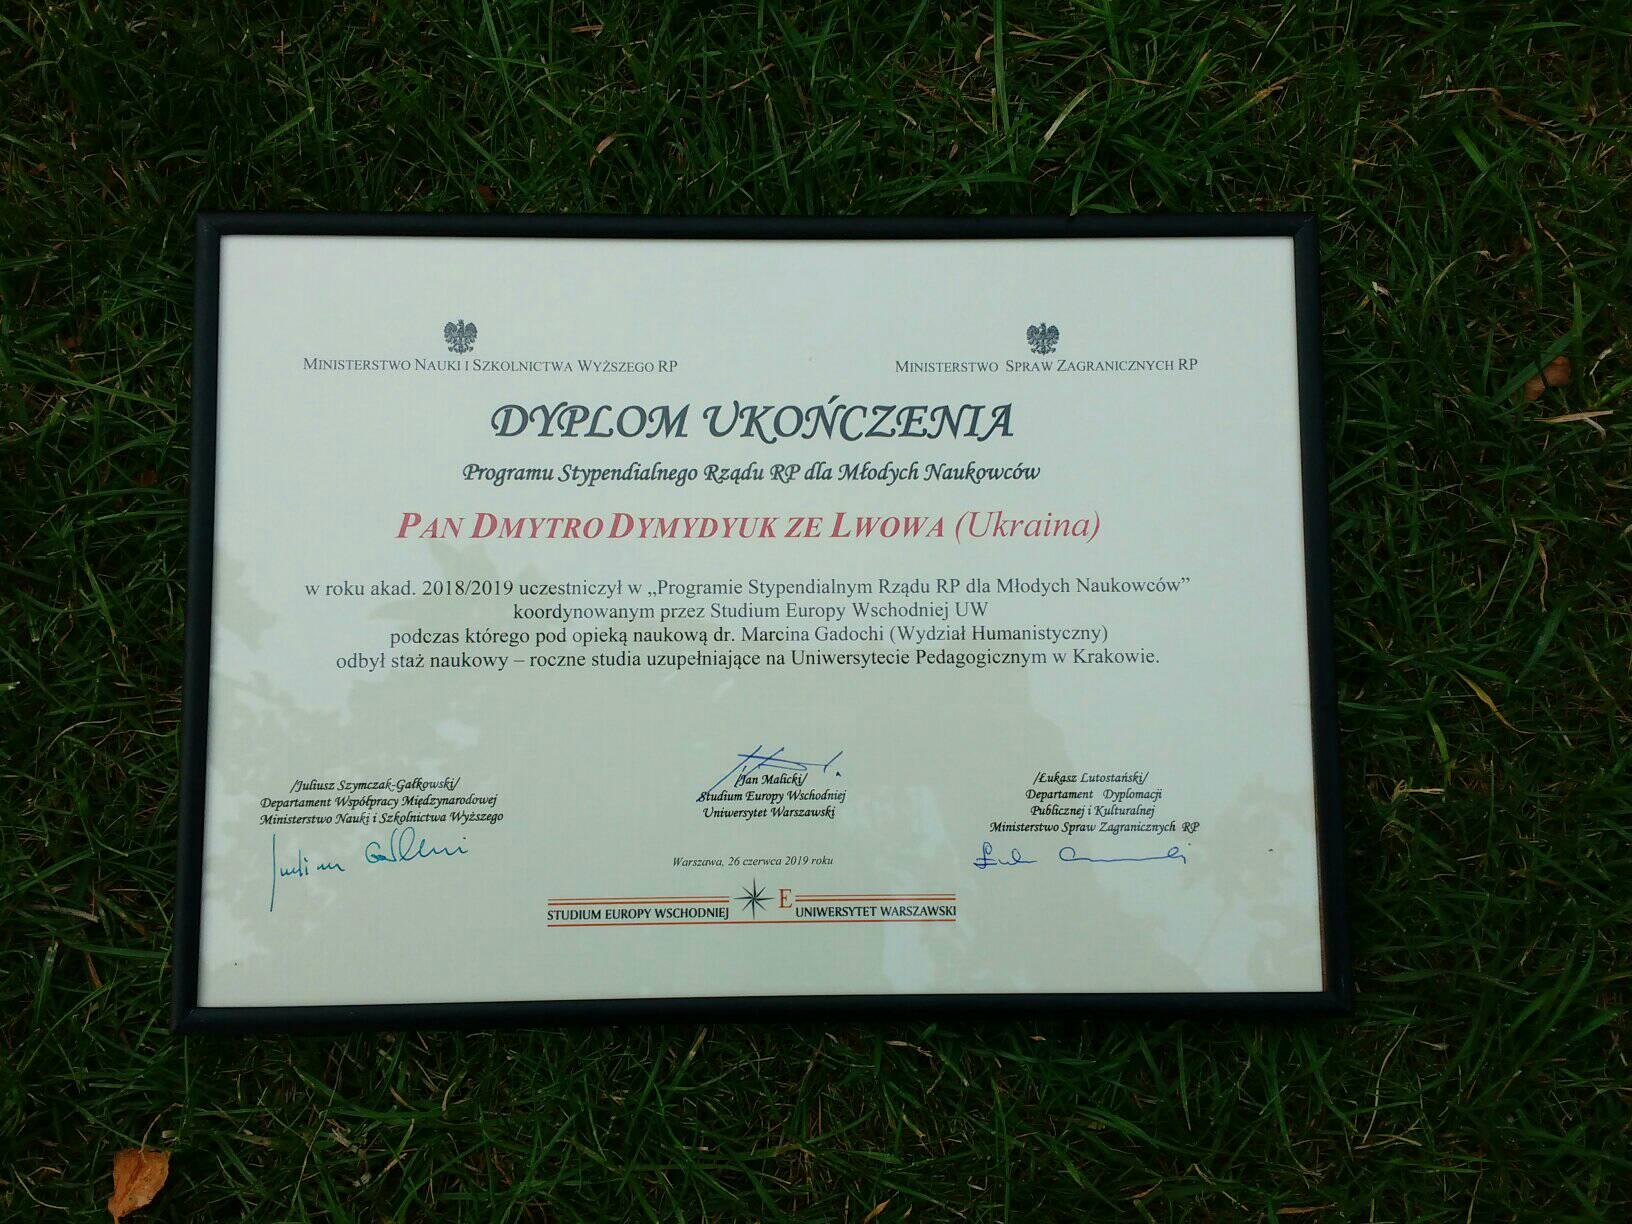 MINISTERSTWO NAUKI I SZKOLNICTWA WYŻSZEGO RP
MINISTERSTWO SPRAW ZAGRANICZNYCH RP
DYPLOM UKOŃCZENIA
Programu Stypendialnego Rządu RP dla Młodych Naukowców
PAN DMYTRO DYMYDYUK ZE LWOWA (Ukraina)
w roku akad. 2018/2019 uczestniczył w „Programie Stypendialnym Rządu RP dla Młodych Naukowców”
koordynowanym przez Studium Europy Wschodniej UW
podczas którego pod opieką naukową dr. Marcina Gadochi (Wydział Humanistyczny)
odbył staż naukowy – roczne studia uzupełniające na Uniwersytecie Pedagogicznym w Krakowie.
/Juliusz Szymczak-Gałkowski/
Departament Współpracy Międzynarodowej
Ministerstwo Nauki i Szkolnictwa Wyższego
/Jan Malicki/
Studium Europy Wschodniej
Uniwersytet Warszawski
/Łukasz Lutostański/
Departament Dyplomacji
Publicznej i Kulturalnej
Ministerstwo Spraw Zagranicznych RP
Warszawa, 26 czerwca 2019 roku
STUDIUM EUROPY WSCHODNIEJ E UNIWERSYTET WARSZAWSKI